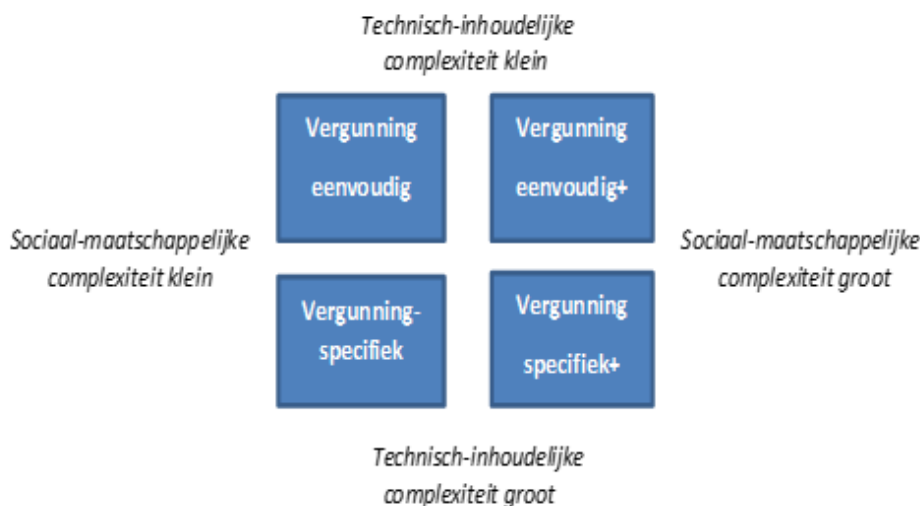 Technisch-inhoudelijke
complexiteit klein
Vergunning
eenvoudig
Vergunning
eenvoudig+
Sociaal-maatschappelijke
complexiteit klein
Sociaal-maatschappelijke
complexiteit groot
Vergunning-
specifiek
Vergunning
specifiek+
Technisch-inhoudelijke
complexiteit groot